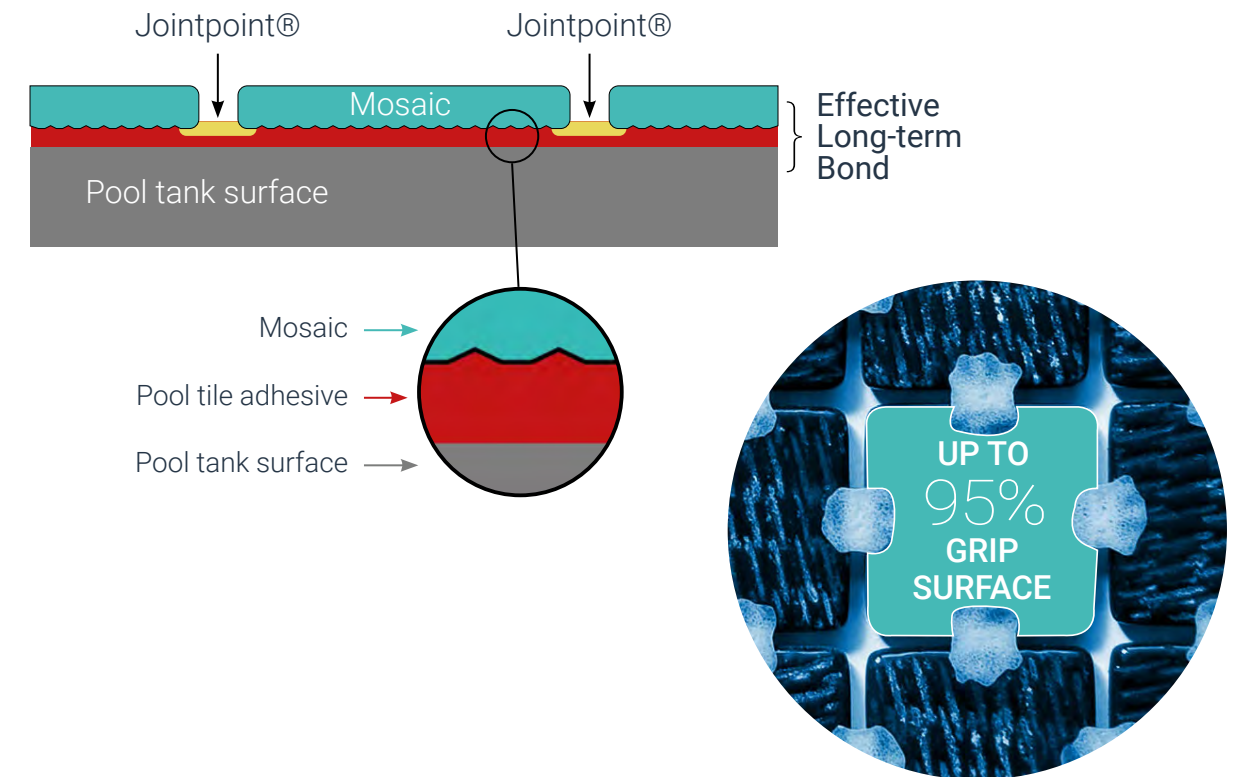 Jointpoint®
Jointpoint®
Mosaic
Effective
Long-term
Bond
Pool tank surface
Mosaic
Pool tile adhesive
Pool tank surface
UP TO
95%
GRIP
SURFACE